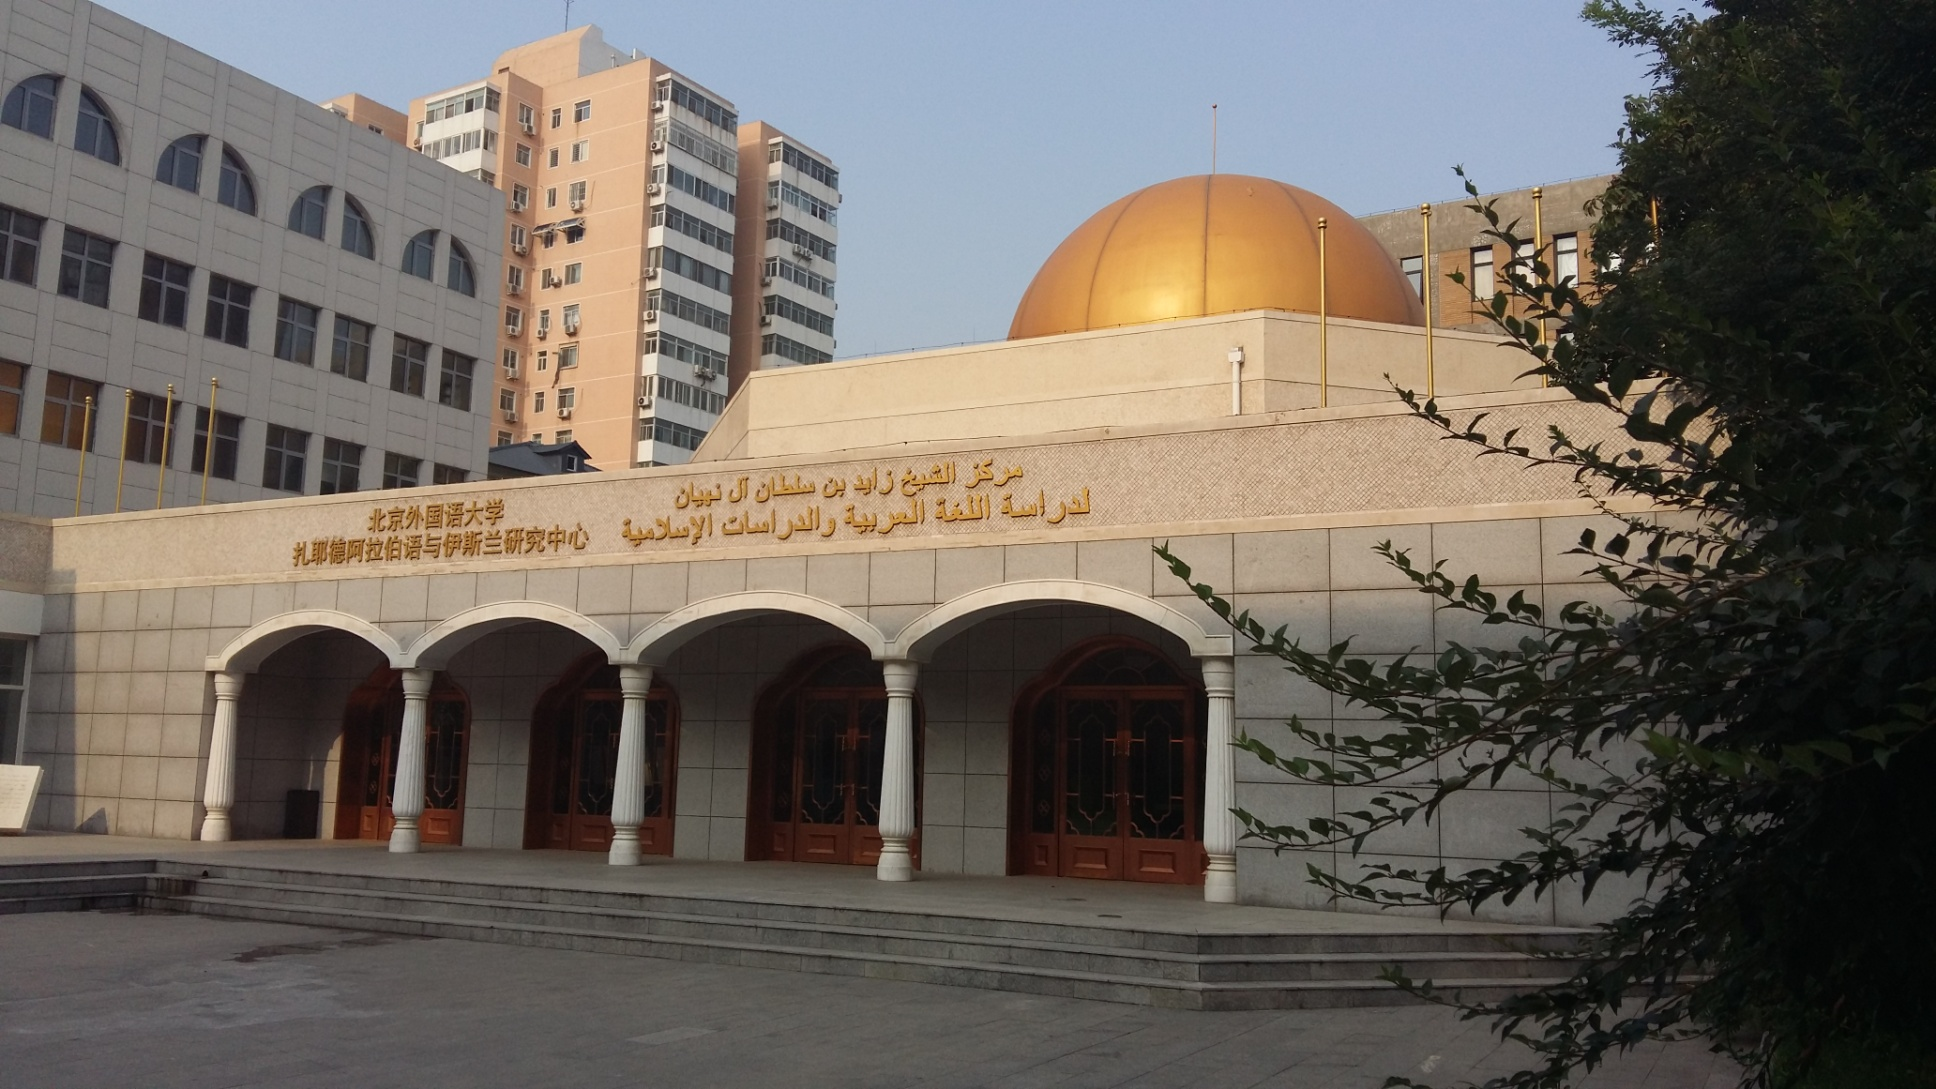 北京外国语大学
扎耶德阿拉伯语与伊斯兰研究中心
مركز الشيخ زايد بن سلطان آل نهيان
لدراسة اللغة العربية والدراسات الإسلامية